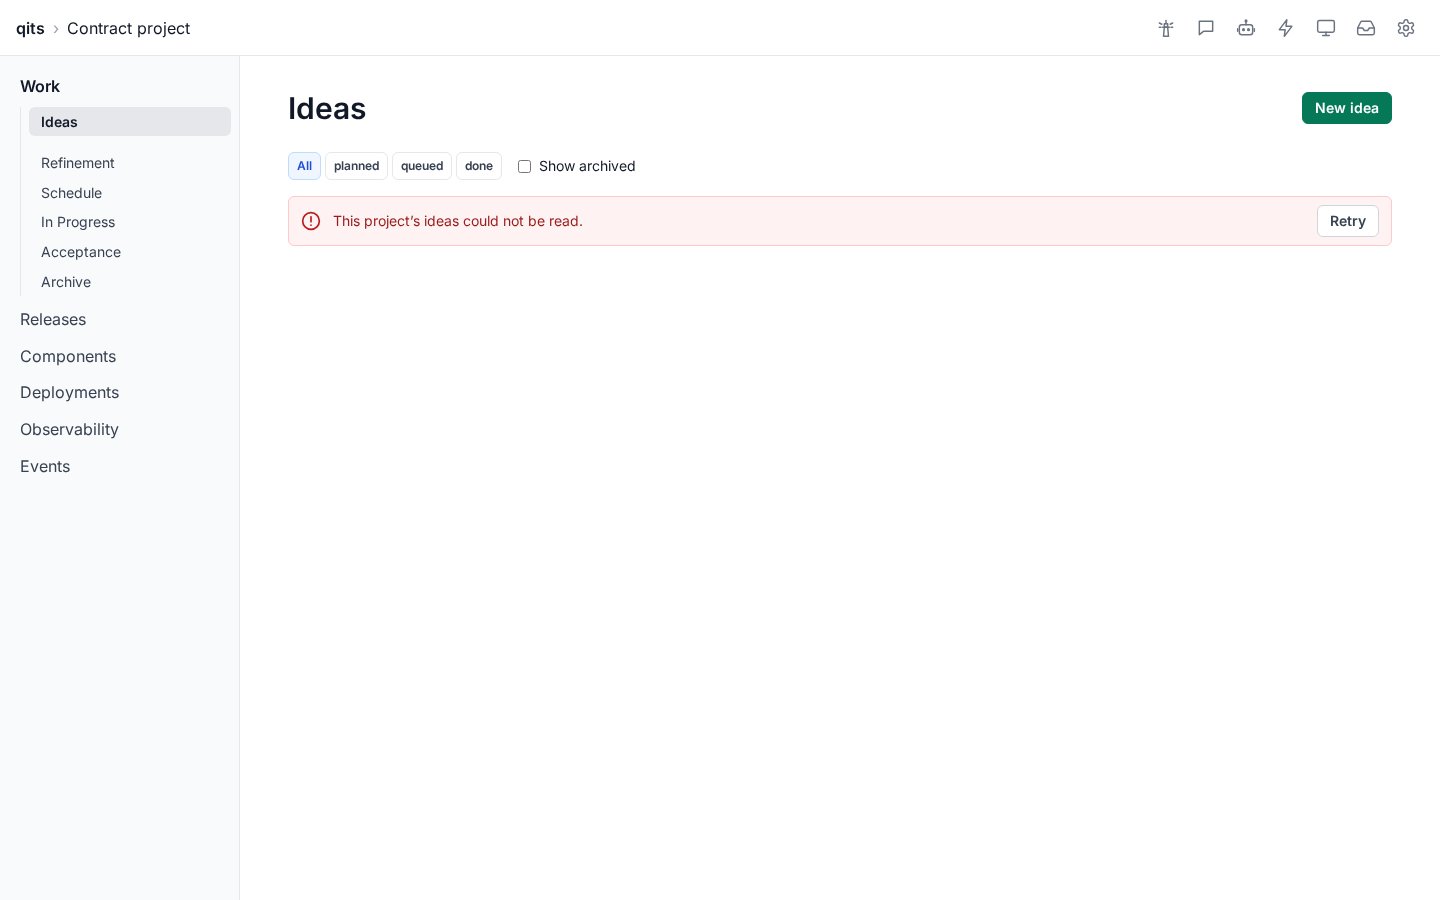 qits › Contract project
Work
Ideas
Refinement
Schedule
In Progress
Acceptance
Archive
Releases
Components
Deployments
Observability
Events
Ideas
New idea
All
planned
queued
done
Show archived
This project’s ideas could not be read.
Retry